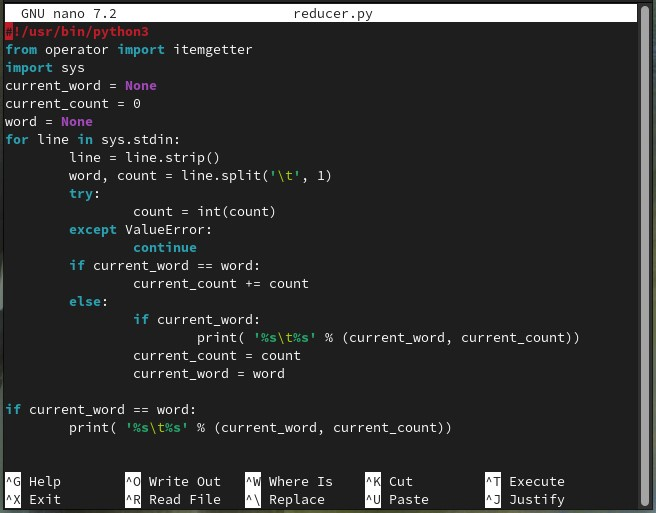 GNU nano 7.2 reducer.py
#!/usr/bin/python3
from operator import itemgetter
import sys
current_word = None
current_count = 0
word = None
for line in sys.stdin:
        line = line.strip()
        word, count = line.split('\t', 1)
        try:
                count = int(count)
        except ValueError:
                continue
        if current_word == word:
                current_count += count
        else:
                if current_word:
                        print( '%s\t%s' % (current_word, current_count))
                current_count = count
                current_word = word

if current_word == word:
        print( '%s\t%s' % (current_word, current_count))
^G Help ^O Write Out ^W Where Is ^K Cut ^T Execute
^X Exit ^R Read File ^\ Replace ^U Paste ^J Justify